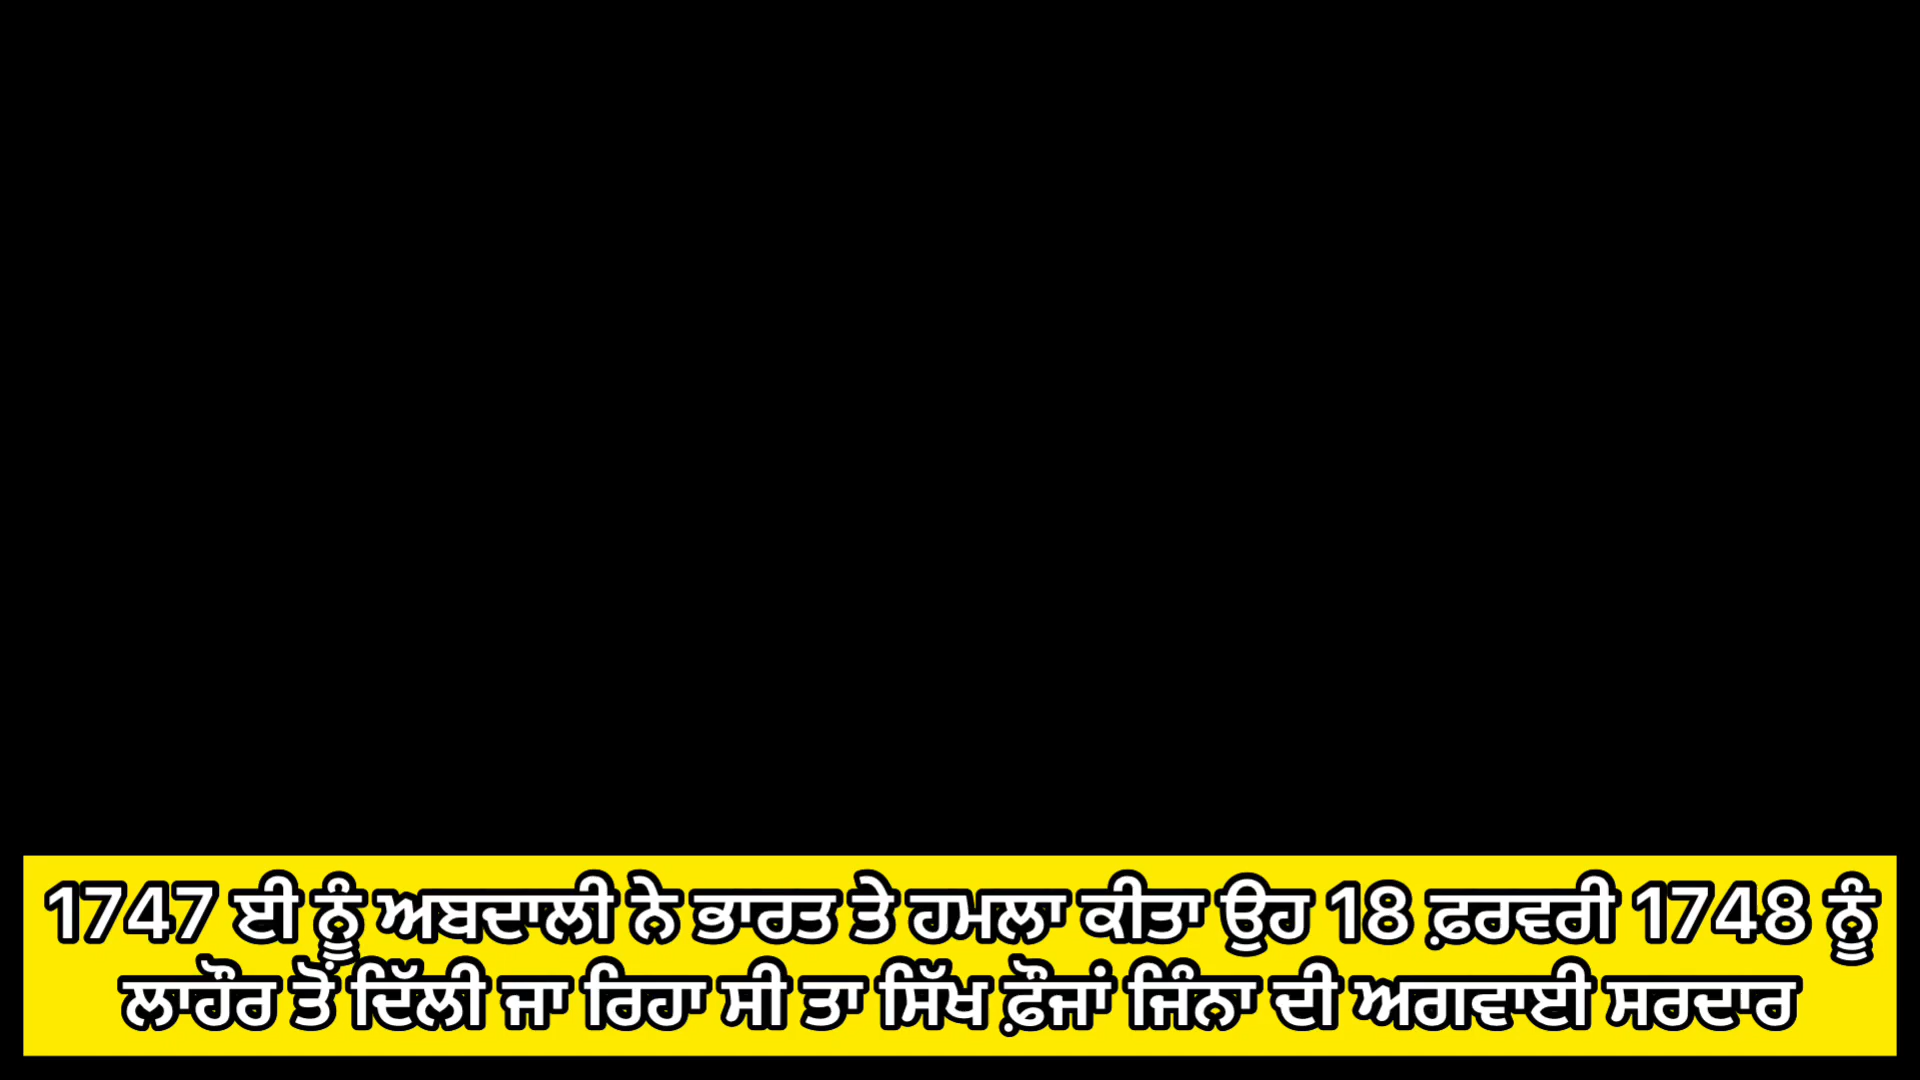 1747 ਈ ਨੂੰ ਅਬਦਾਲੀ ਨੇ ਭਾਰਤ ਤੇ ਹਮਲਾ ਕੀਤਾ ਉਹ 18 ਫ਼ਰਵਰੀ 1748 ਨੂੰ
ਲਾਹੌਰ ਤੋਂ ਦਿੱਲੀ ਜਾ ਰਿਹਾ ਸੀ ਤਾ ਸਿੱਖ ਫ਼ੌਜਾਂ ਜਿੰਨਾ ਦੀ ਅਗਵਾਈ ਸਰਦਾਰ